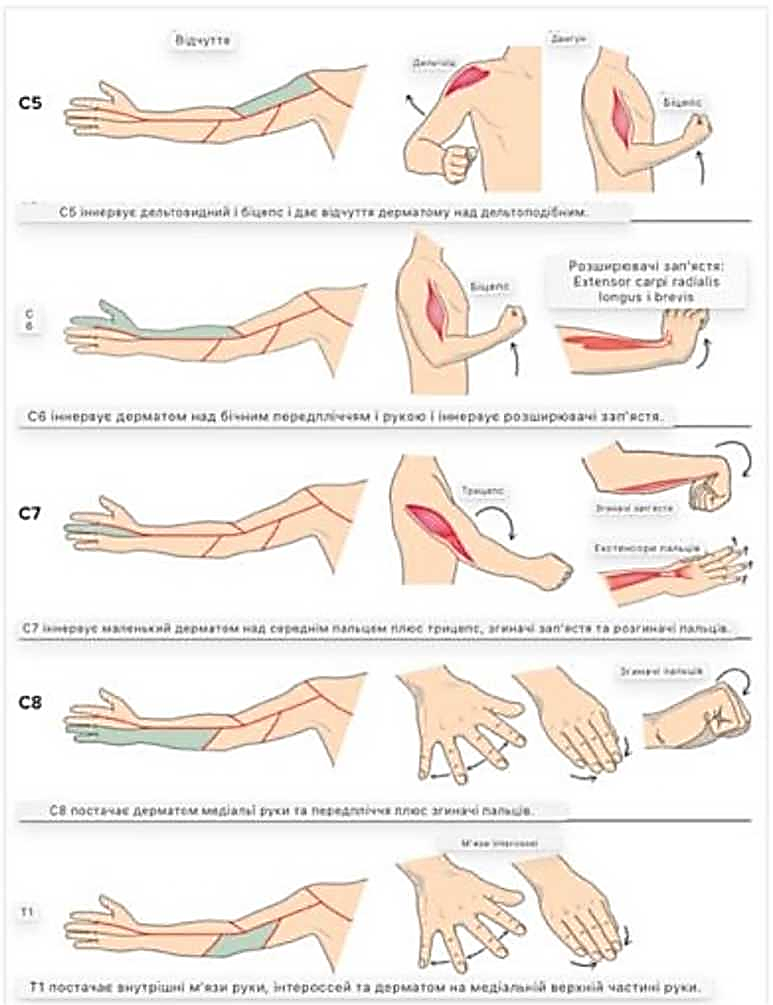 Відчуття
Двигун
C5
Дельтоїд
Біцепс
C5 іннервує дельтовидний і біцепс і дає відчуття дерматому над дельтоподібним.
C
6
Біцепс
Розширювачі зап'ястя:
Extensor carpi radialis
longus і brevis
C6 іннервує дерматом над бічним передпліччям і рукою і іннервує розширювачі зап'ястя.
C7
Трицепс
Згиначі зап'ястя
Екстензори пальців
C7 іннервує маленький дерматом над середнім пальцем плюс трицепс, згиначі зап'ястя та розгиначі пальців.
C8
Згиначі пальців
C8 постачає дерматом медіальї руки та передпліччя плюс згиначі пальців.
М'язи
T1
T1 постачає внутрішні м'язи руки, інтероссей та дерматом на медіальній верхній частині руки.